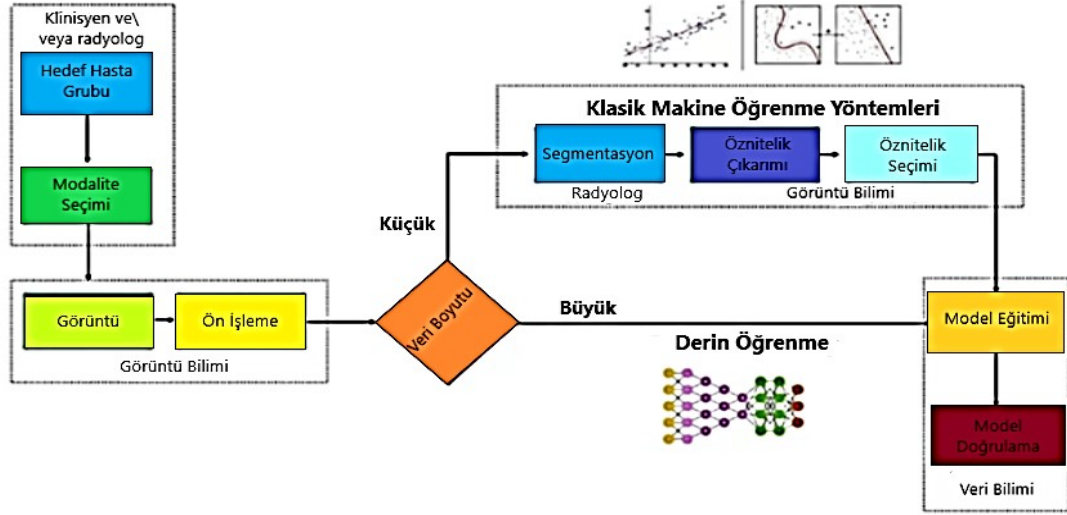 Klinisyen ve\
veya radyolog
Hedef Hasta
Grubu
Modalite
Seçimi
Görüntü
Ön İşleme
Görüntü Bilimi
Veri Boyutu
Küçük
Klasik Makine Öğrenme Yöntemleri
Segmentasyon
Radyolog
Öznitelik
Çıkarımı
Öznitelik
Seçimi
Görüntü Bilimi
Büyük
Derin Öğrenme
Model Eğitimi
Model
Doğrulama
Veri Bilimi